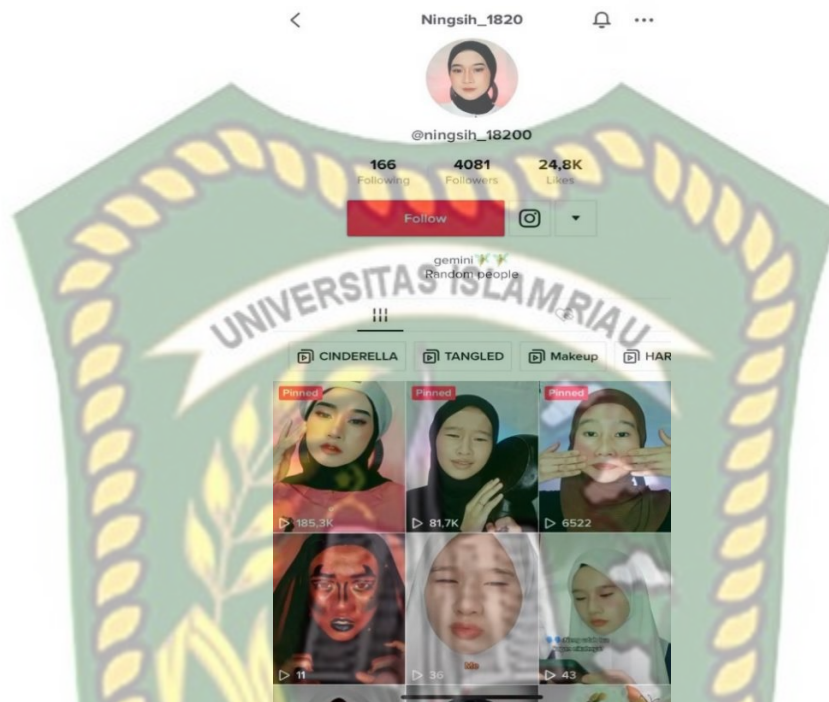 Ningsih_1820
@ningsih_18200
166 4081 24,8K
Following Followers Likes
Follow
gemini
Random people
UNIVERSITAS ISLAM RIAU
CINDERELLA TANGLED Makeup HAR
Pinned Pinned Pinned
185,3K 81,7K 6522
Me
11 36 43